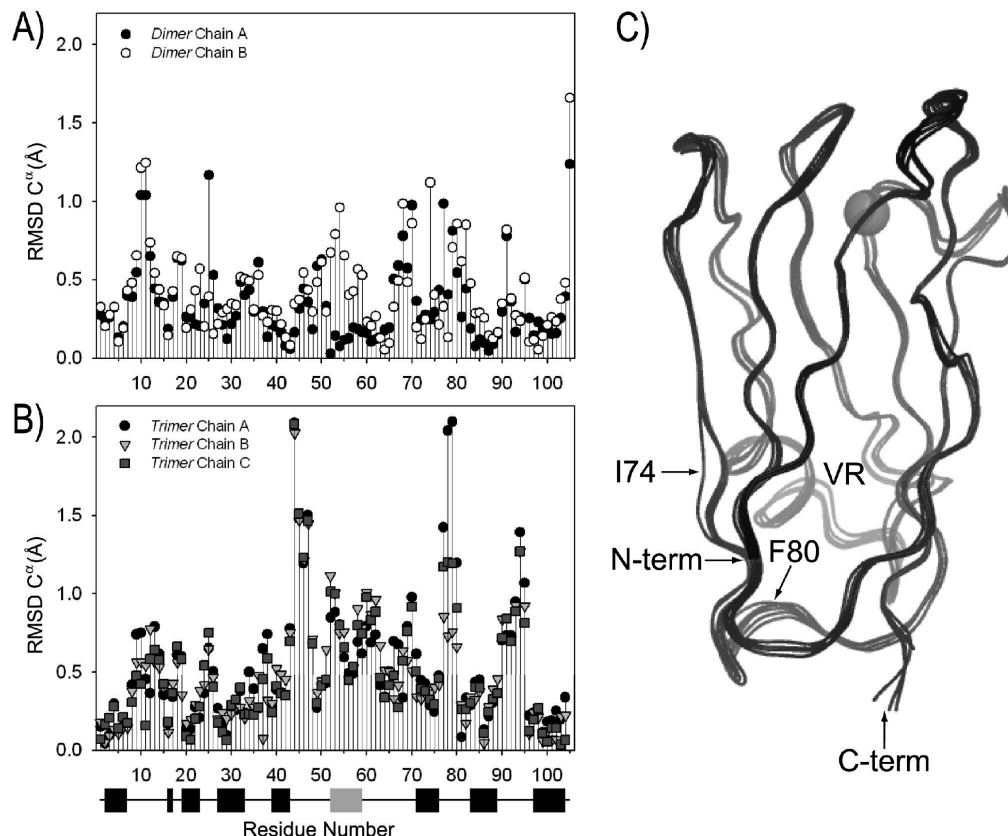 A)
Dimer Chain A
Dimer Chain B
RMSD Cα(Å)
2.0
1.5
1.0
0.5
0.0
10 20 30 40 50 60 70 80 90 100
B)
Trimer Chain A
Trimer Chain B
Trimer Chain C
RMSD Cα(Å)
2.0
1.5
1.0
0.5
0.0
10 20 30 40 50 60 70 80 90 100
Residue Number
C)
I74
VR
N-term
F80
C-term